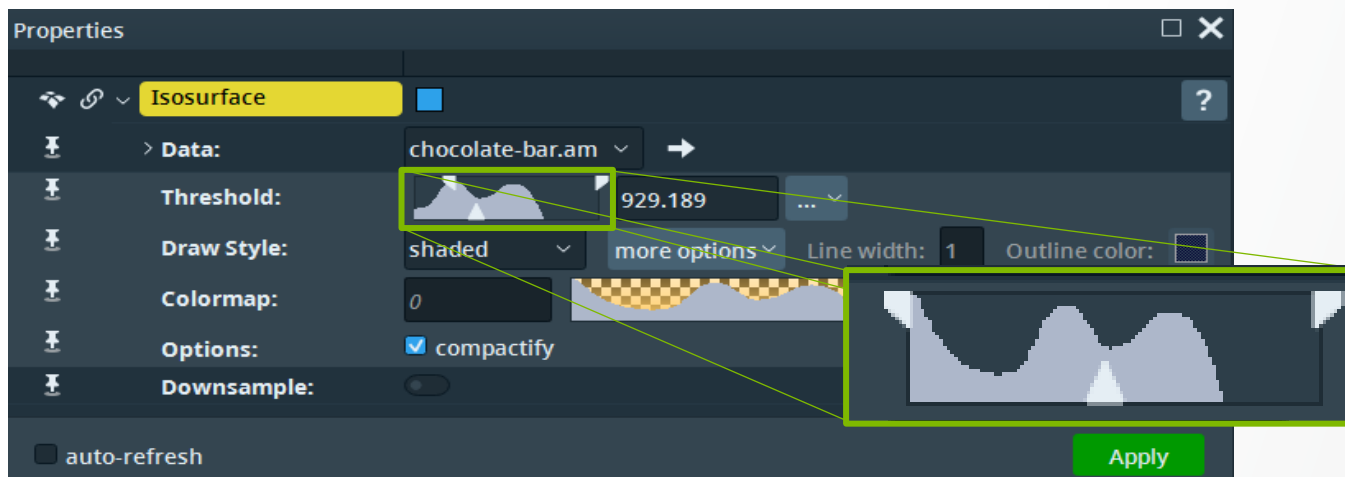 Properties
Isosurface ?
Data: chocolate-bar.am
Threshold: 929.189 ...
Draw Style: shaded more options Line width: 1 Outline color:
Colormap: 0
Options: compactify
Downsample:
auto-refresh Apply